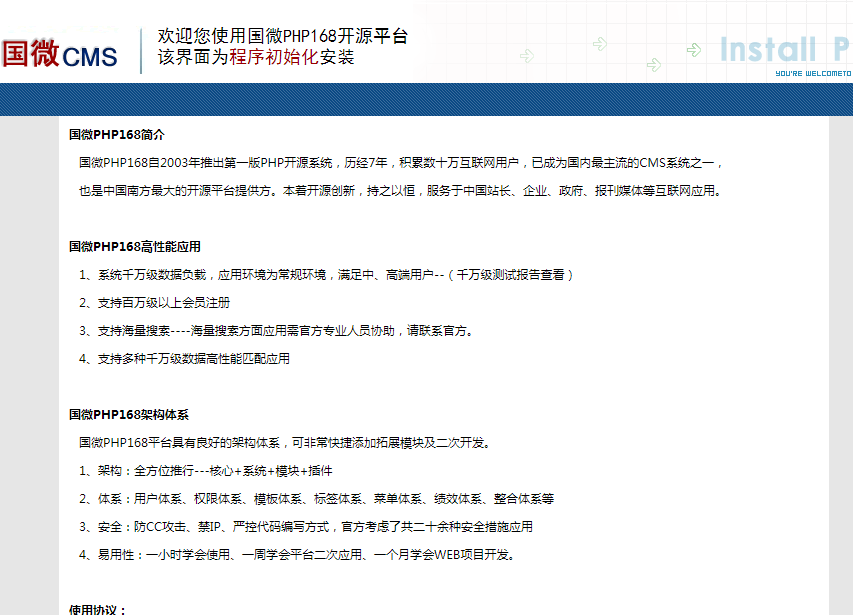 国微CMS
欢迎您使用国微PHP168开源平台
该界面为程序初始化安装
Install P
YOU'RE WELCOMETO
国微PHP168简介
国微PHP168自2003年推出第一版PHP开源系统，历经7年，积累数十万互联网用户，已成为国内最主流的CMS系统之一，
也是中国南方最大的开源平台提供方。本着开源创新，持之以恒，服务于中国站长、企业、政府、报刊媒体等互联网应用。
国微PHP168高性能应用
1、系统千万级数据负载，应用环境为常规环境，满足中、高端用户--（千万级测试报告查看）
2、支持百万级以上会员注册
3、支持海量搜索----海量搜索方面应用需官方专业人员协助，请联系官方。
4、支持多种千万级数据高性能匹配应用
国微PHP168架构体系
国微PHP168平台具有良好的架构体系，可非常快捷添加拓展模块及二次开发。
1、架构：全方位推行---核心+系统+模块+插件
2、体系：用户体系、权限体系、模板体系、标签体系、菜单体系、绩效体系、整合体系等
3、安全：防CC攻击、禁IP、严控代码编写方式，官方考虑了共二十余种安全措施应用
4、易用性：一小时学会使用、一周学会平台二次应用、一个月学会WEB项目开发。
使用协议：